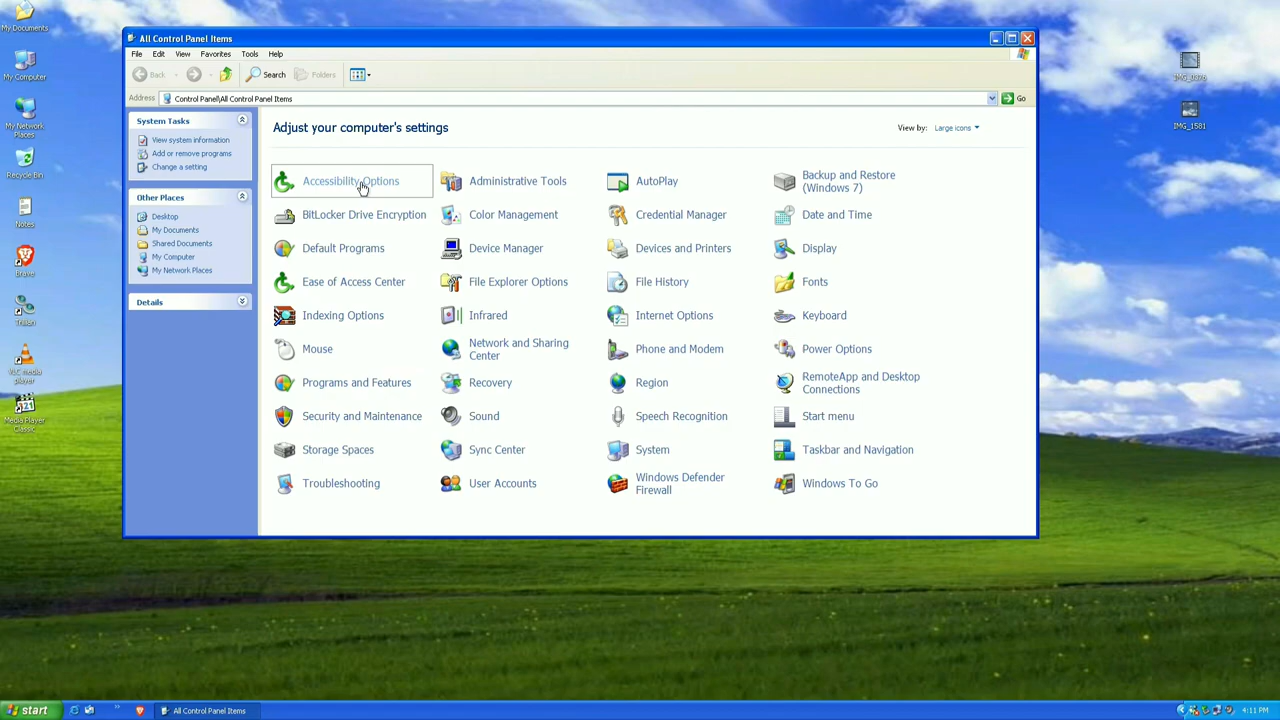 My Documents
My Computer
My Network
Places
Recycle Bin
Notes
Brave
Trillian
VLC media
player
Media Player
Classic
IMG_0376
IMG_1581
All Control Panel Items
File Edit View Favorites Tools Help
Back Search Folders
Address Control Panel\All Control Panel Items Go
System Tasks
View system information
Add or remove programs
Change a setting
Other Places
Desktop
My Documents
Shared Documents
My Computer
My Network Places
Details
Adjust your computer's settings
View by: Large icons
Accessibility Options
Administrative Tools
AutoPlay
Backup and Restore
(Windows 7)
BitLocker Drive Encryption
Color Management
Credential Manager
Date and Time
Default Programs
Device Manager
Devices and Printers
Display
Ease of Access Center
File Explorer Options
File History
Fonts
Indexing Options
Infrared
Internet Options
Keyboard
Mouse
Network and Sharing
Center
Phone and Modem
Power Options
Programs and Features
Recovery
Region
RemoteApp and Desktop
Connections
Security and Maintenance
Sound
Speech Recognition
Start menu
Storage Spaces
Sync Center
System
Taskbar and Navigation
Troubleshooting
User Accounts
Windows Defender
Firewall
Windows To Go
start
All Control Panel Items
4:11 PM